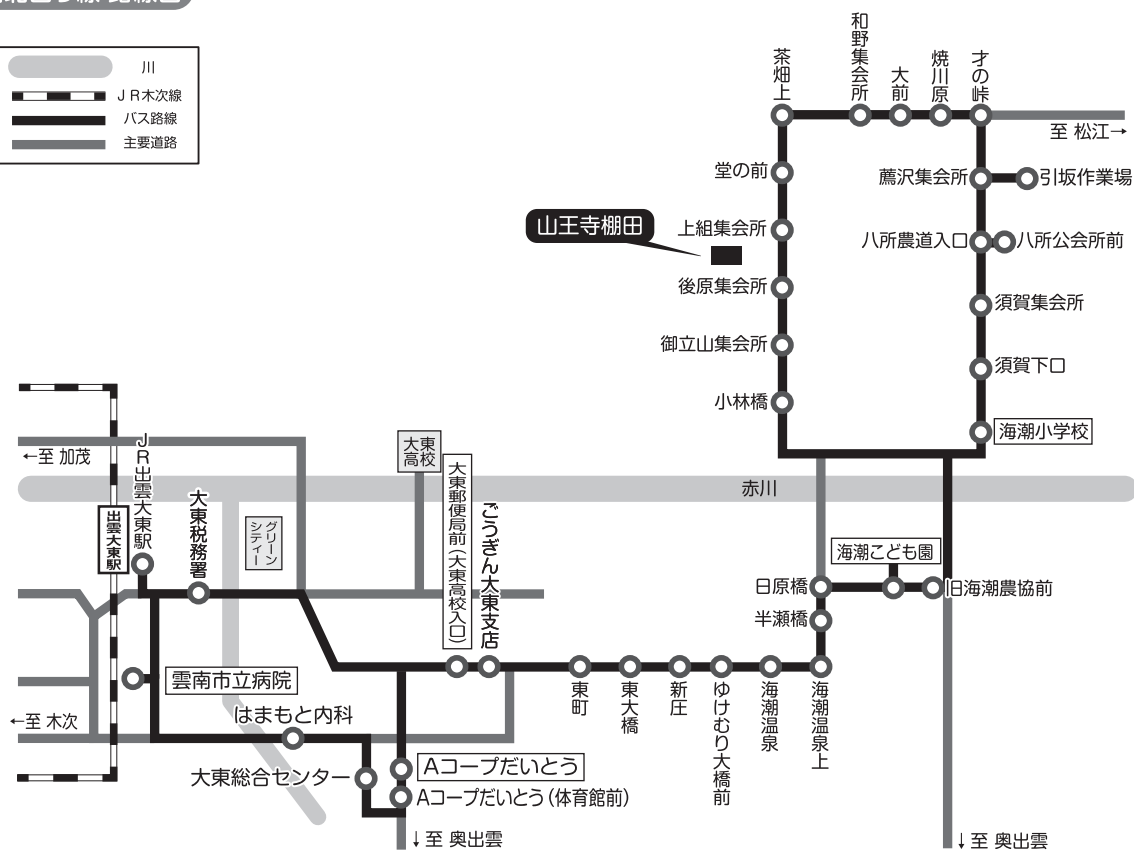 川
JR木次線
バス路線
主要道路
茶畑上
和野集会所
大前
焼川原
才の峠
至 松江→
堂の前
薦沢集会所
引坂作業場
山王寺棚田
上組集会所
八所農道入口
八所公会所前
後原集会所
須賀集会所
御立山集会所
須賀下口
小林橋
海潮小学校
←至 加茂
JR出雲大東駅
大東
高校
赤川
出雲大東駅
大東税務署
グリーン
シティー
大東郵便局前(大東高校入口)
ごうぎん大東支店
海潮こども園
日原橋
旧海潮農協前
半瀬橋
雲南市立病院
東町
東大橋
新庄
ゆけむり大橋前
海潮温泉
海潮温泉上
←至 木次
はまもと内科
大東総合センター
Aコープだいとう
Aコープだいとう(体育館前)
↓至 奥出雲
↓至 奥出雲